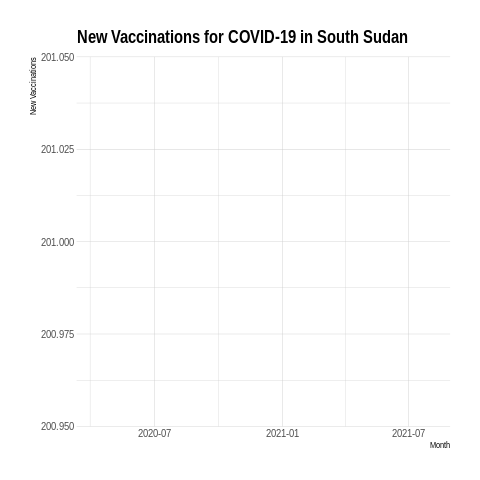 New Vaccinations for COVID-19 in South Sudan
201.050
New Vaccinations
201.025
201.000
200.975
200.950
2020-07 2021-01 2021-07
Month